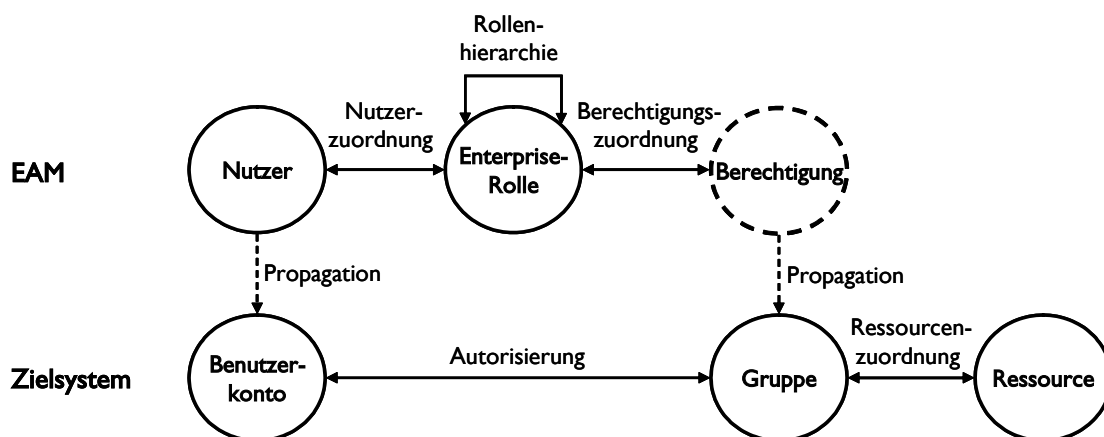 Rollen-
hierarchie
Nutzer-
zuordnung
Berechtigungs-
zuordnung
EAM
Nutzer
Enterprise-
Rolle
Berechtigung
Propagation
Propagation
Zielsystem
Benutzer-
konto
Autorisierung
Gruppe
Ressourcen-
zuordnung
Ressource